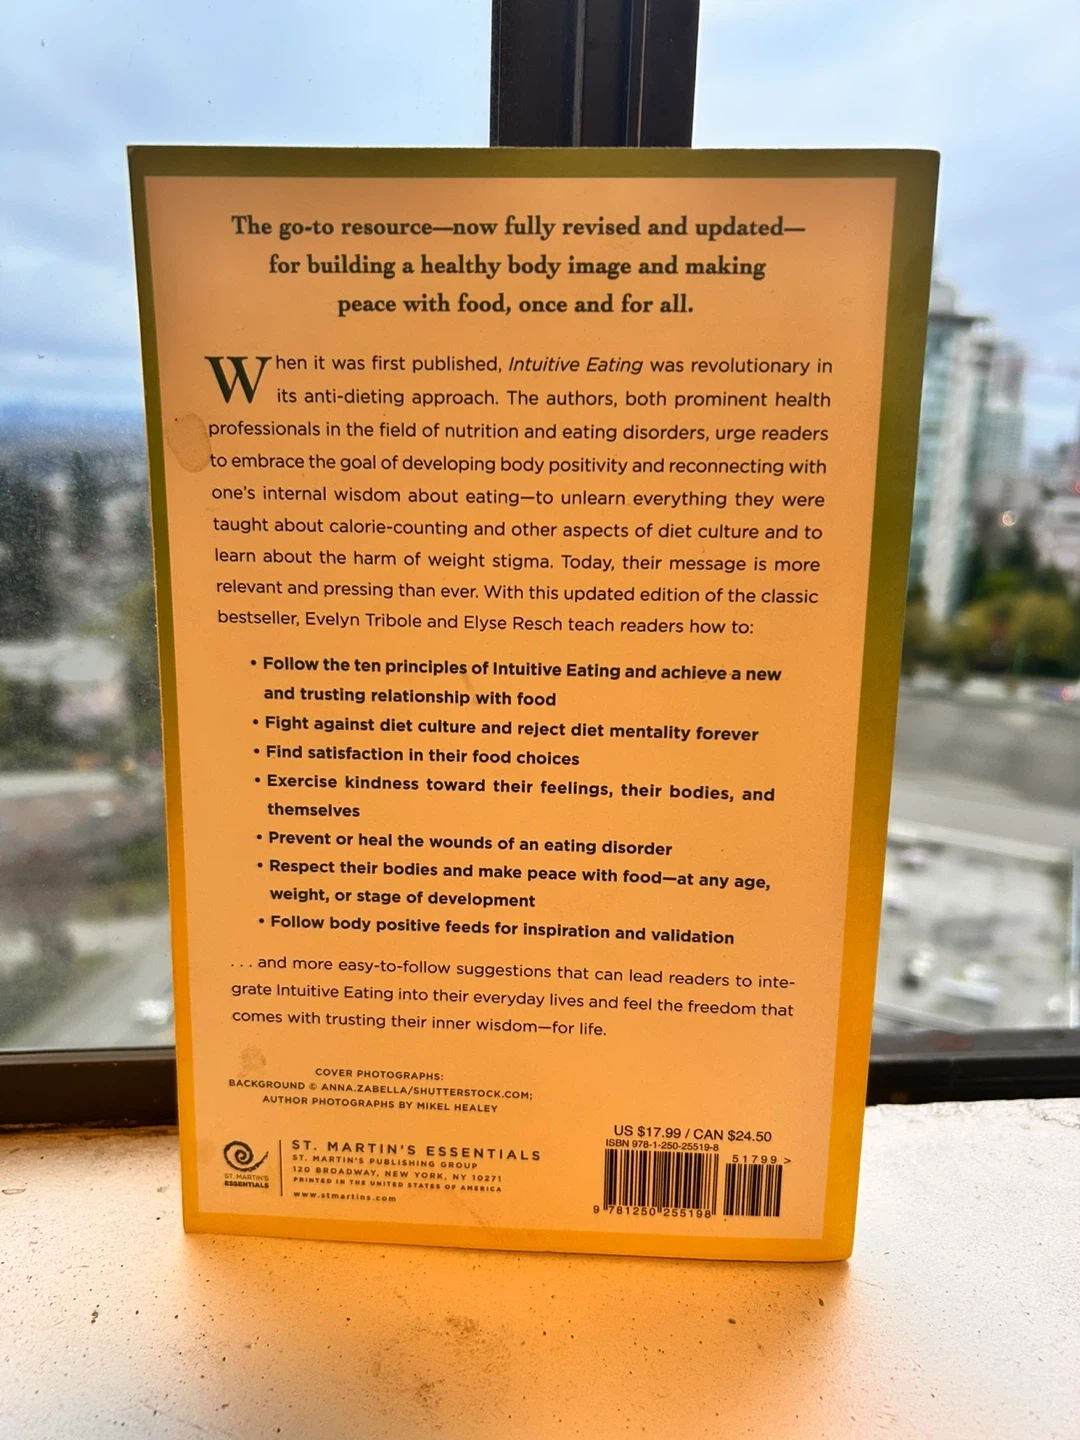 The go-to resource—now fully revised and updated—
for building a healthy body image and making
peace with food, once and for all.
When it was first published, Intuitive Eating was revolutionary in
its anti-dieting approach. The authors, both prominent health
professionals in the field of nutrition and eating disorders, urge readers
to embrace the goal of developing body positivity and reconnecting with
one's internal wisdom about eating—to unlearn everything they were
taught about calorie-counting and other aspects of diet culture and to
learn about the harm of weight stigma. Today, their message is more
relevant and pressing than ever. With this updated edition of the classic
bestseller, Evelyn Tribole and Elyse Resch teach readers how to:
• Follow the ten principles of Intuitive Eating and achieve a new
and trusting relationship with food
• Fight against diet culture and reject diet mentality forever
• Find satisfaction in their food choices
• Exercise kindness toward their feelings, their bodies, and
themselves
• Prevent or heal the wounds of an eating disorder
• Respect their bodies and make peace with food—at any age,
weight, or stage of development
• Follow body positive feeds for inspiration and validation
. . . and more easy-to-follow suggestions that can lead readers to inte-
grate Intuitive Eating into their everyday lives and feel the freedom that
comes with trusting their inner wisdom—for life.
COVER PHOTOGRAPHS:
BACKGROUND © ANNA.ZABELLA/SHUTTERSTOCK.COM;
AUTHOR PHOTOGRAPHS BY MIKEL HEALEY
ST. MARTIN'S
ESSENTIALS
ST. MARTIN'S ESSENTIALS
ST. MARTIN'S PUBLISHING GROUP
120 BROADWAY, NEW YORK, NY 10271
PRINTED IN THE UNITED STATES OF AMERICA
www.stmartins.com
US $17.99 / CAN $24.50
ISBN 978-1-250-25519-8
51799 >
9 781250 255198